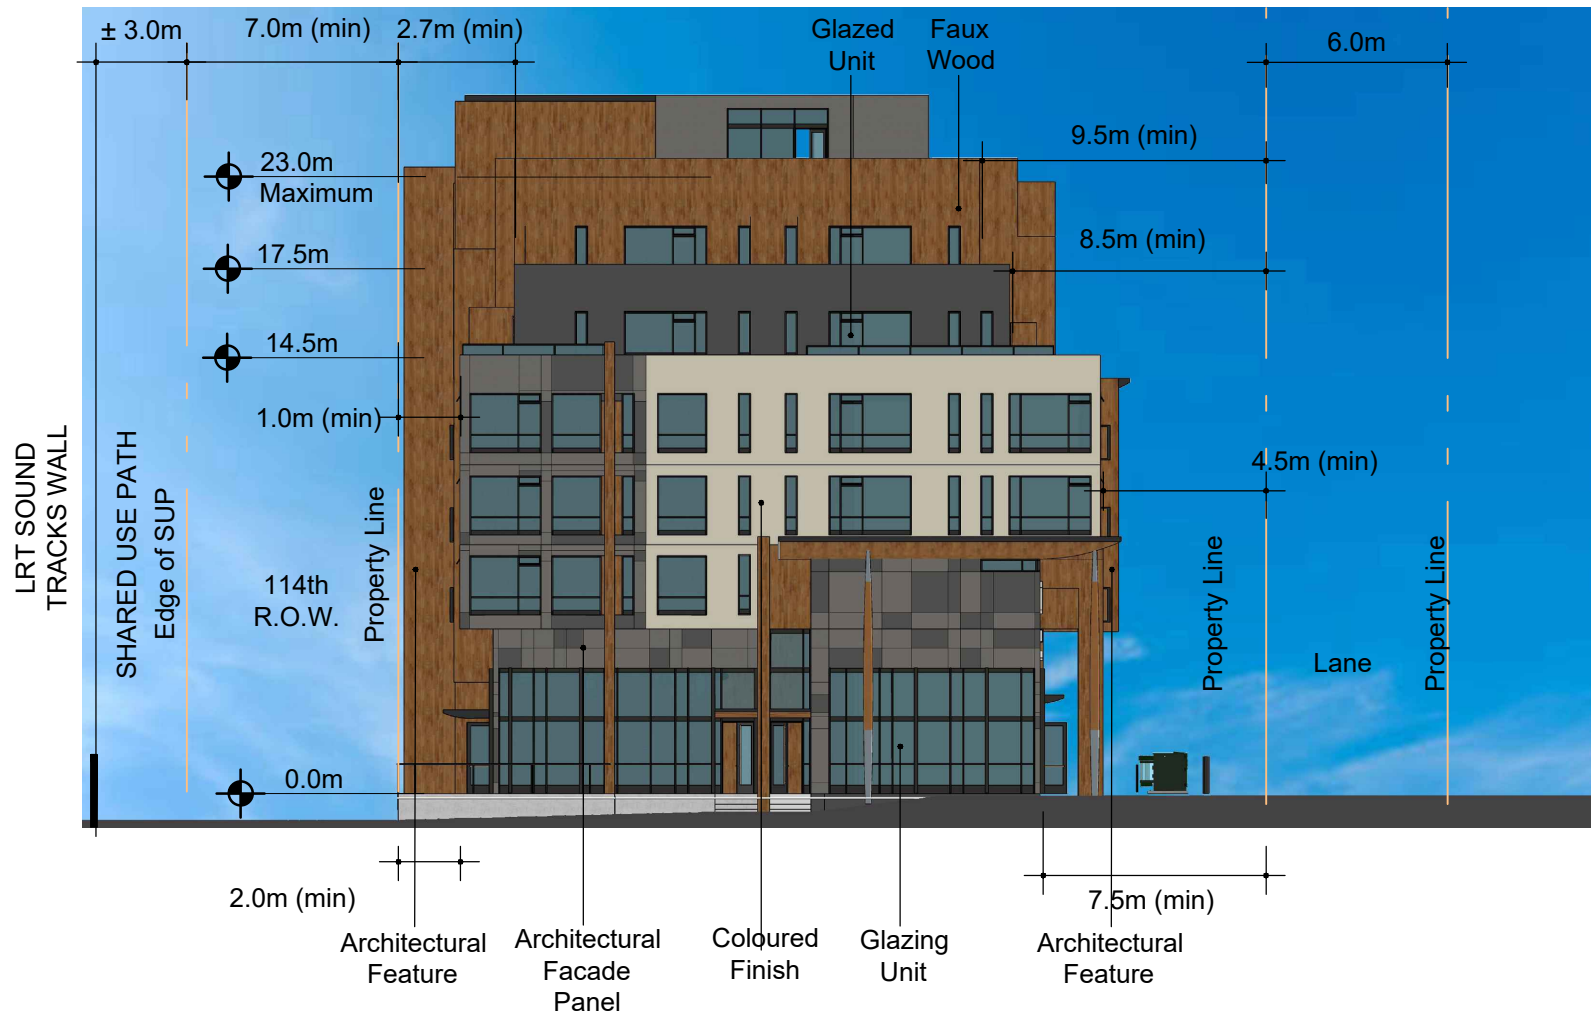 ± 3.0m
7.0m (min)
2.7m (min)
Glazed
Unit
Faux
Wood
6.0m
9.5m (min)
23.0m
Maximum
8.5m (min)
17.5m
14.5m
1.0m (min)
4.5m (min)
LRT SOUND
TRACKS WALL
SHARED USE PATH
Edge of SUP
114th
R.O.W.
Property Line
Property Line
Lane
Property Line
0.0m
2.0m (min)
7.5m (min)
Architectural
Feature
Architectural
Facade
Panel
Coloured
Finish
Glazing
Unit
Architectural
Feature